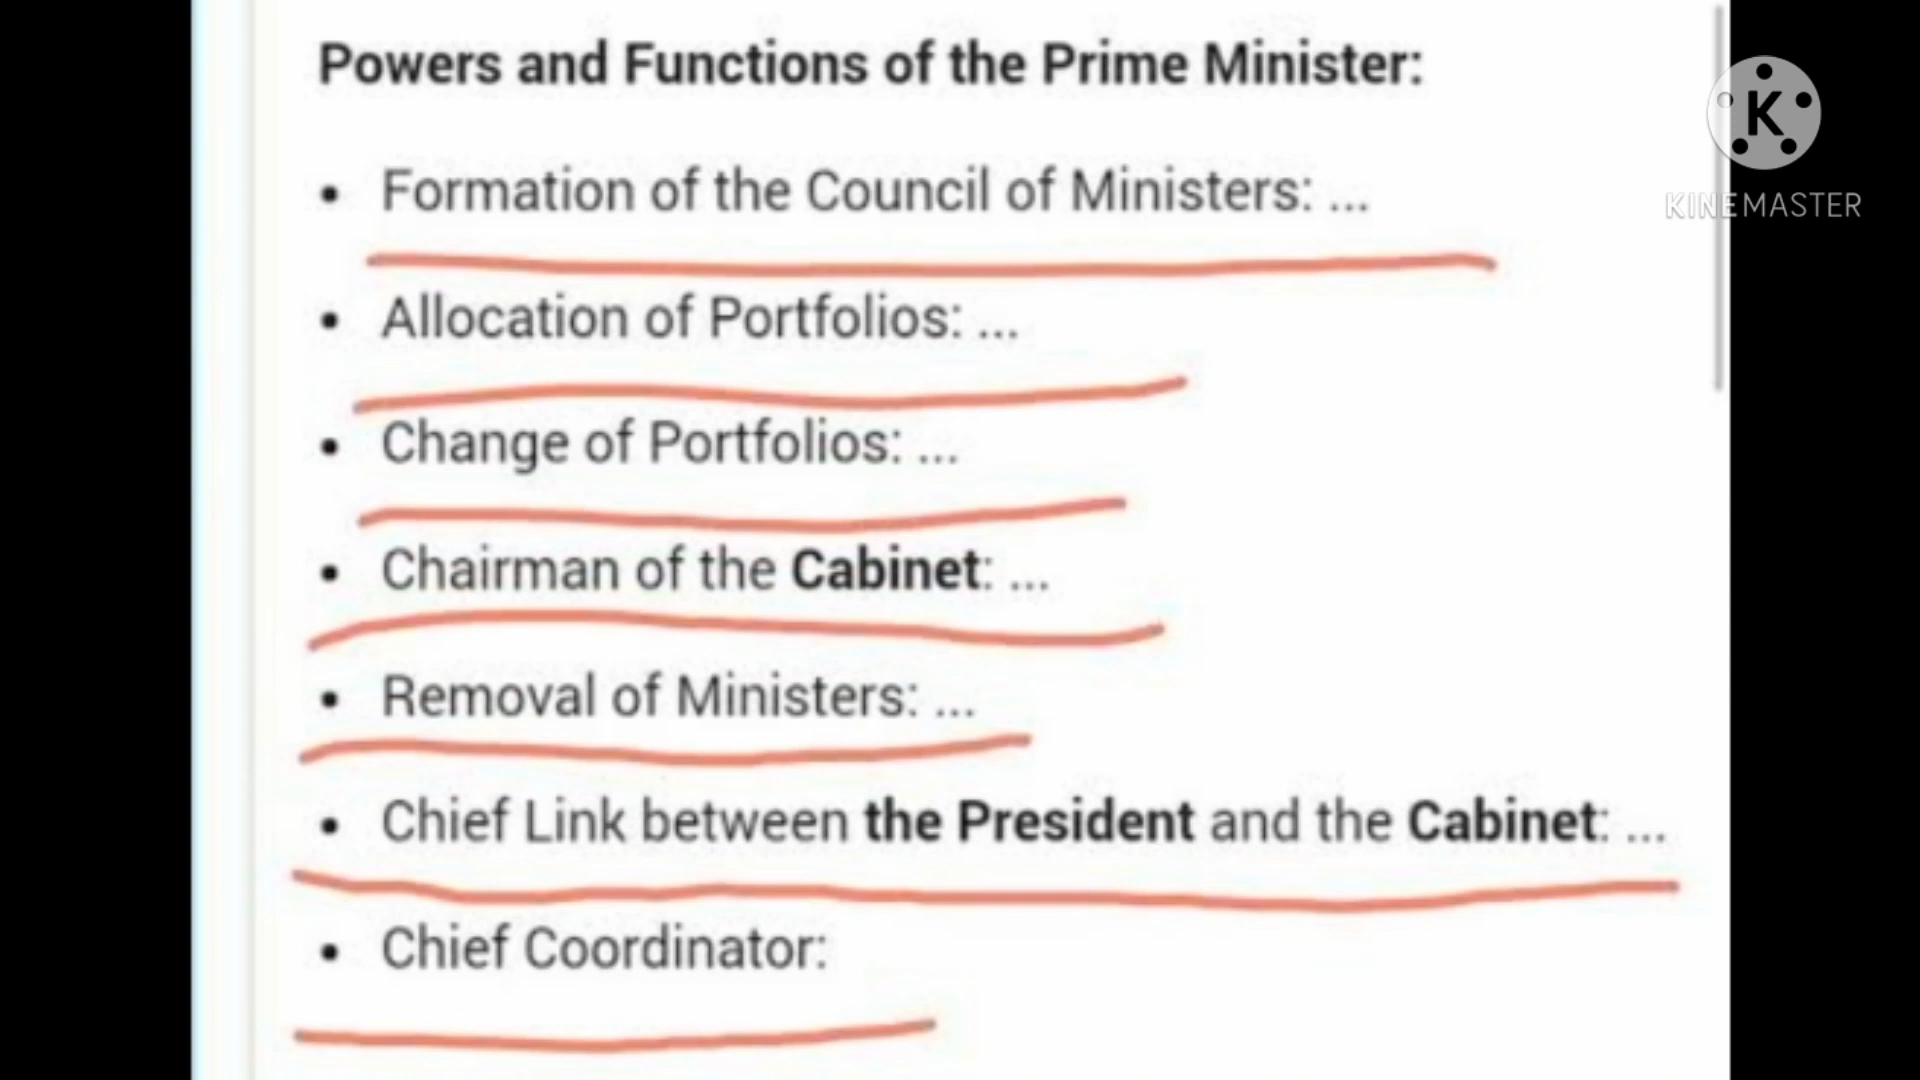 Powers and Functions of the Prime Minister:
• Formation of the Council of Ministers: ...
• Allocation of Portfolios: ...
• Change of Portfolios: ...
• Chairman of the Cabinet: ...
• Removal of Ministers: ...
• Chief Link between the President and the Cabinet: ...
• Chief Coordinator:
K
KINEMASTER